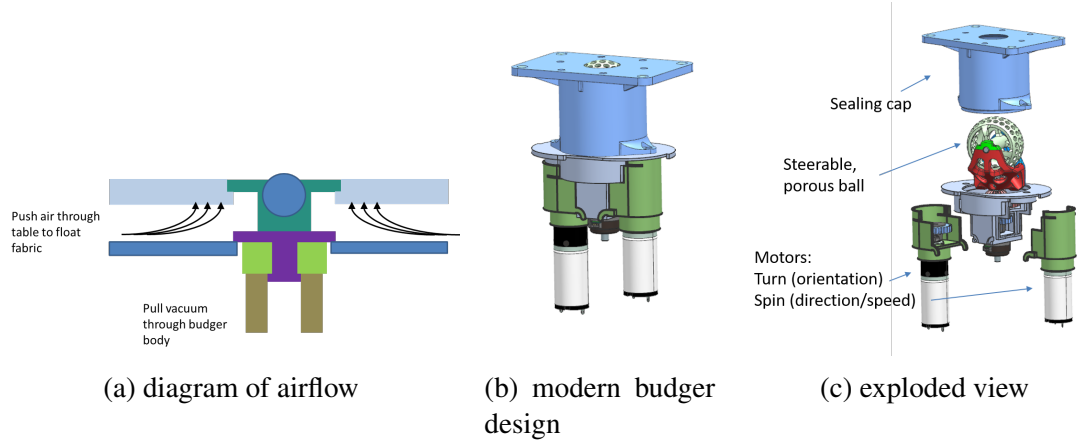 Push air through
table to float
fabric
Pull vacuum
through budger
body
Sealing cap
Steerable,
porous ball
Motors:
Turn (orientation)
Spin (direction/speed)
(a) diagram of airflow
(b) modern budger
design
(c) exploded view